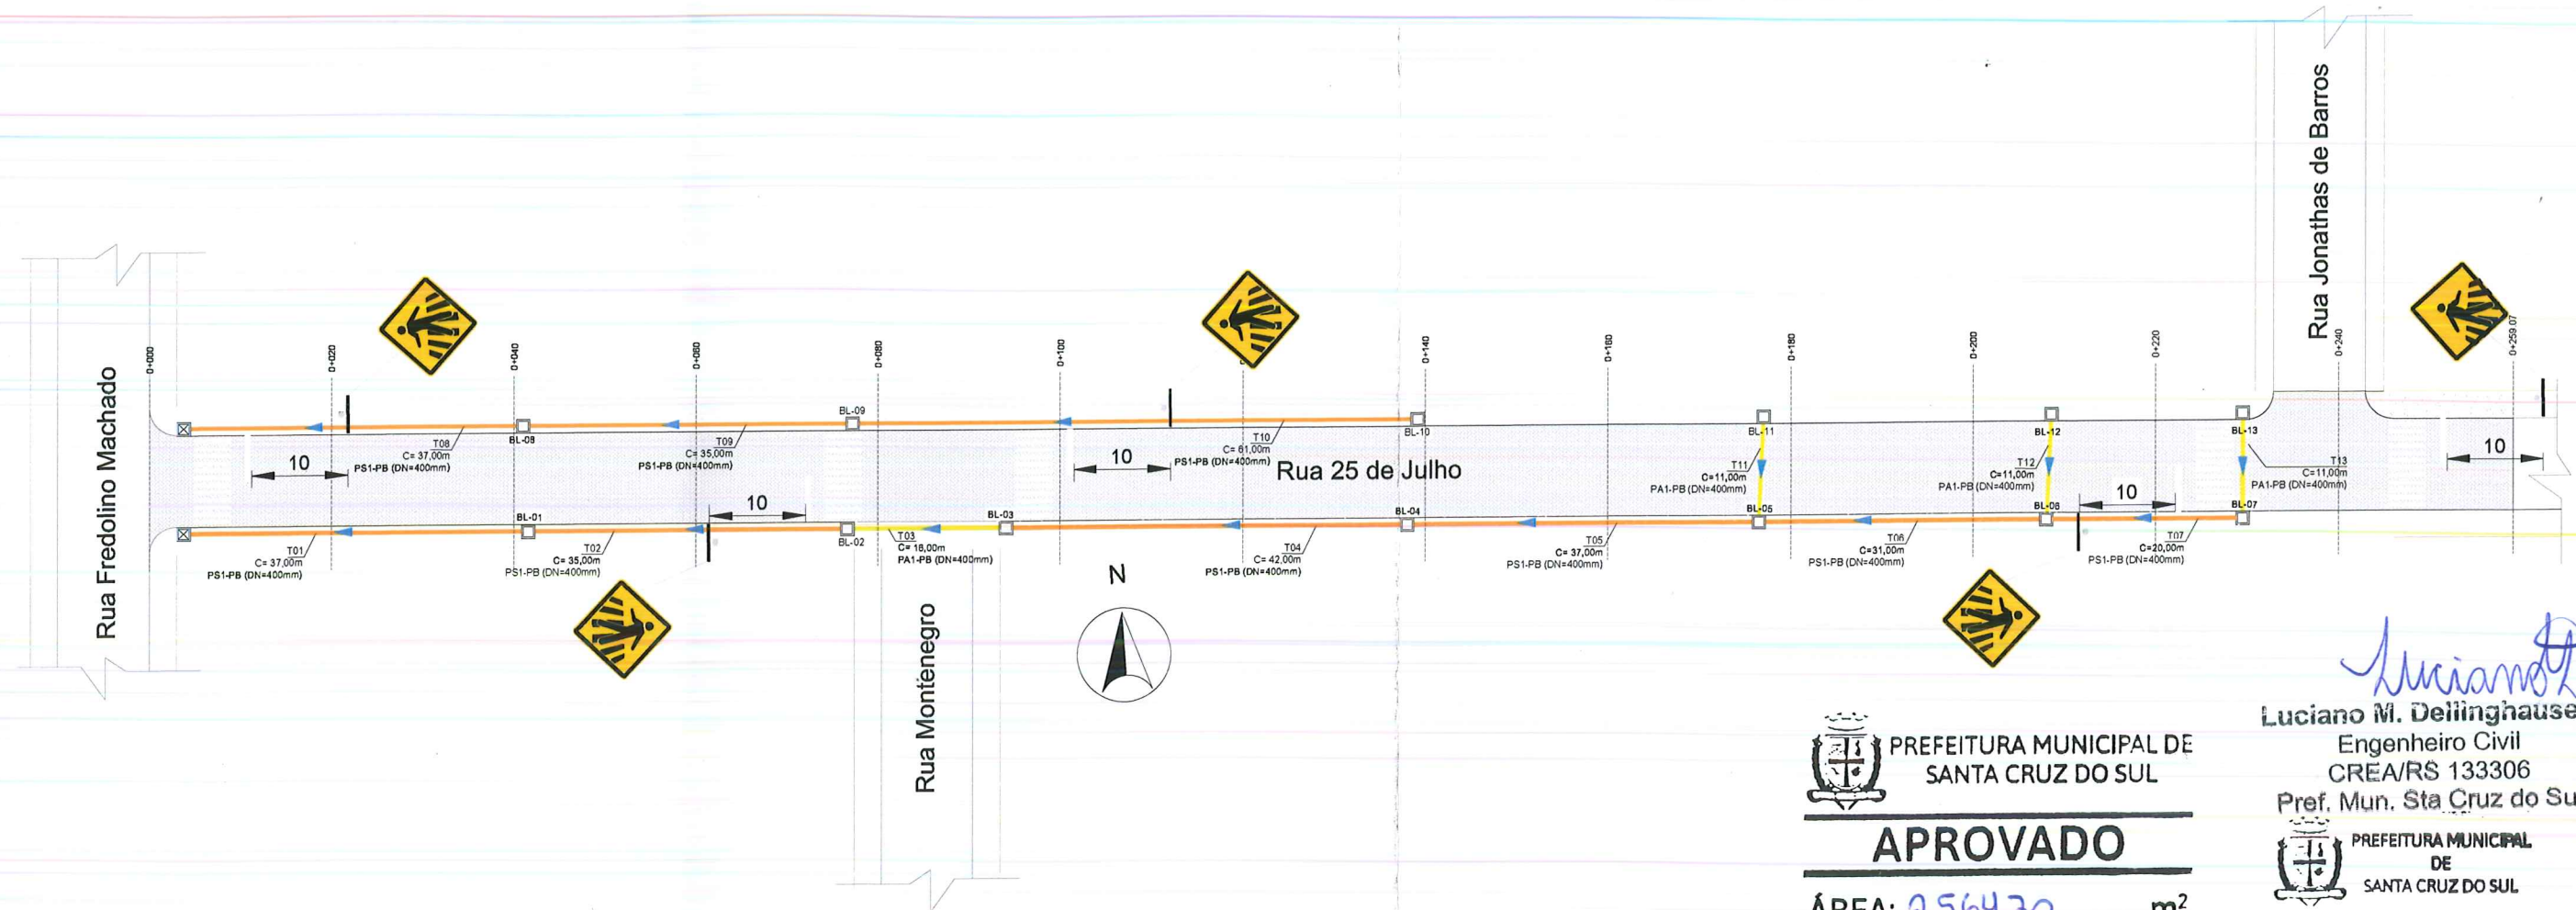 Rua Fredolino Machado
Rua Jonathas de Barros
Rua Montenegro
Rua 25 de Julho
0+000
0+020
0+040
0+060
0+080
0+100
0+140
0+160
0+180
0+200
0+220
0+240
0+259.07
BL-08
BL-09
BL-10
BL-11
BL-12
BL-13
T08
C= 37,00m
PS1-PB (DN=400mm)
T09
C= 35,00m
PS1-PB (DN=400mm)
T10
C= 61,00m
PS1-PB (DN=400mm)
T11
C=11,00m
PA1-PB (DN=400mm)
T12
C=11,00m
PA1-PB (DN=400mm)
T13
C=11,00m
PA1-PB (DN=400mm)
10
10
10
10
10
BL-01
BL-02
BL-03
BL-04
BL-05
BL-06
BL-07
T01
C= 37,00m
PS1-PB (DN=400mm)
T02
C= 35,00m
PS1-PB (DN=400mm)
T03
C= 16,00m
PA1-PB (DN=400mm)
T04
C= 42,00m
PS1-PB (DN=400mm)
T05
C= 37,00m
PS1-PB (DN=400mm)
T06
C=31,00m
PS1-PB (DN=400mm)
T07
C=20,00m
PS1-PB (DN=400mm)
N
PREFEITURA MUNICIPAL DE
SANTA CRUZ DO SUL
APROVADO
ÁREA: m²
Luciano
Luciano M. Dellinghause
Engenheiro Civil
CREA/RS 133306
Pref. Mun. Sta Cruz do Su
PREFEITURA MUNICIPAL
DE
SANTA CRUZ DO SUL